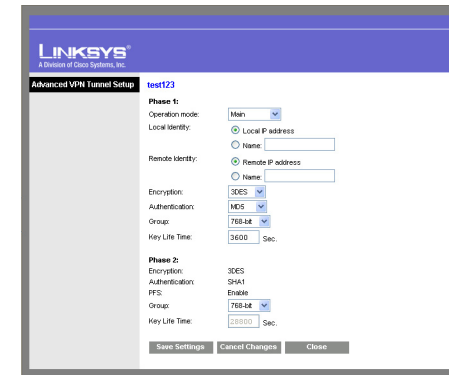 LINKSYS®
A Division of Cisco Systems, Inc.
Advanced VPN Tunnel Setup
test123
Phase 1:
Operation mode: Main
Local Identity: Local IP address
Name:
Remote Identity: Remote IP address
Name:
Encryption: 3DES
Authentication: MD5
Group: 768-bit
Key Life Time: 3600 Sec.
Phase 2:
Encryption: 3DES
Authentication: SHA1
PFS: Enable
Group: 768-bit
Key Life Time: 28800 Sec.
Save Settings Cancel Changes Close